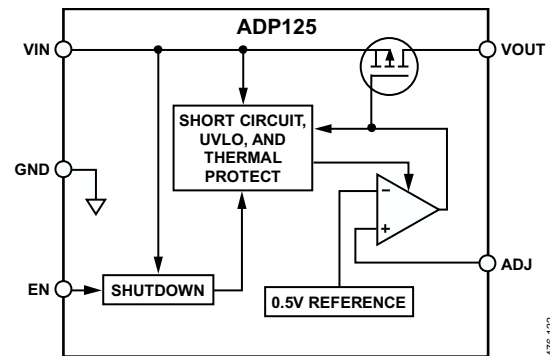 ADP125
VIN
VOUT
SHORT CIRCUIT,
UVLO, AND
THERMAL
PROTECT
GND
−
+
ADJ
EN
SHUTDOWN
0.5V REFERENCE